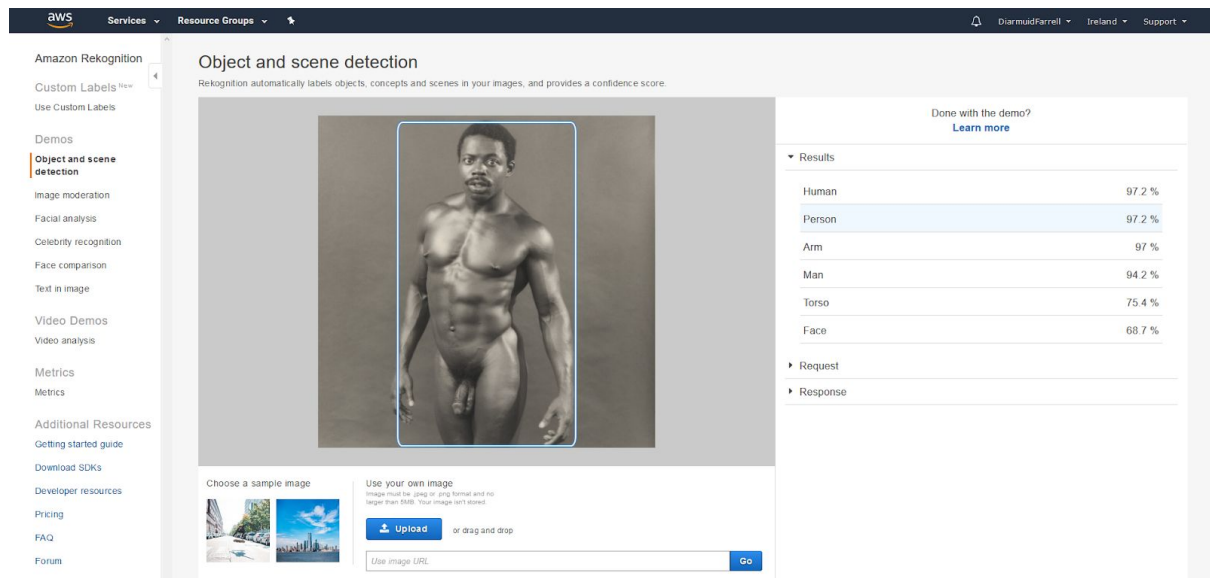 aws
Services
Resource Groups
DiarmuidFarrell
Ireland
Support
Amazon Rekognition
Custom Labels New
Use Custom Labels
Demos
Object and scene
detection
Image moderation
Facial analysis
Celebrity recognition
Face comparison
Text in image
Video Demos
Video analysis
Metrics
Metrics
Additional Resources
Getting started guide
Download SDKs
Developer resources
Pricing
FAQ
Forum
Object and scene detection
Rekognition automatically labels objects, concepts and scenes in your images, and provides a confidence score.
Choose a sample image
Use your own image
Image must be .jpeg or .png format and no
larger than 5MB. Your image isn't stored.
Upload
or drag and drop
Use image URL
Go
Done with the demo?
Learn more
Results
Human 97.2 %
Person 97.2 %
Arm 97 %
Man 94.2 %
Torso 75.4 %
Face 68.7 %
Request
Response